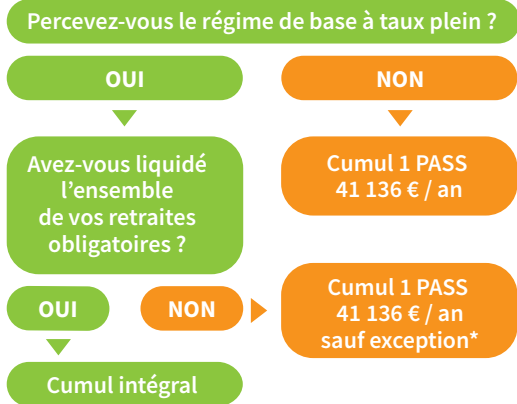 Percevez-vous le régime de base à taux plein ?
OUI
NON
Avez-vous liquidé
l'ensemble
de vos retraites
obligatoires ?
Cumul 1 PASS
41 136 € / an
OUI
NON
Cumul 1 PASS
41 136 € / an
sauf exception*
Cumul intégral